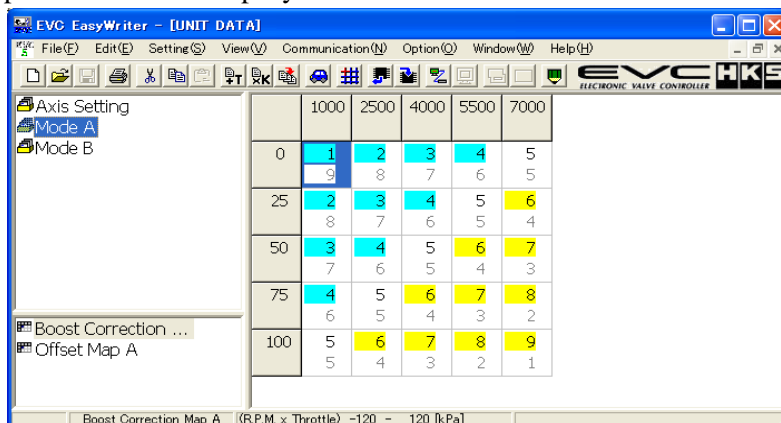 EVC EasyWriter - [UNIT DATA]
File(F) Edit(E) Setting(S) View(V) Communication(N) Option(O) Window(W) Help(H)
EVC HKS
ELECTRONIC VALVE CONTROLLER
Axis Setting
Mode A
Mode B
1000 2500 4000 5500 7000
0 1 2 3 4 5
9 8 7 6 5
25 2 3 4 5 6
8 7 6 5 4
50 3 4 5 6 7
7 6 5 4 3
75 4 5 6 7 8
6 5 4 3 2
100 5 6 7 8 9
5 4 3 2 1
Boost Correction ...
Offset Map A
Boost Correction Map A (R.P.M. x Throttle) -120 - 120 [kPa]